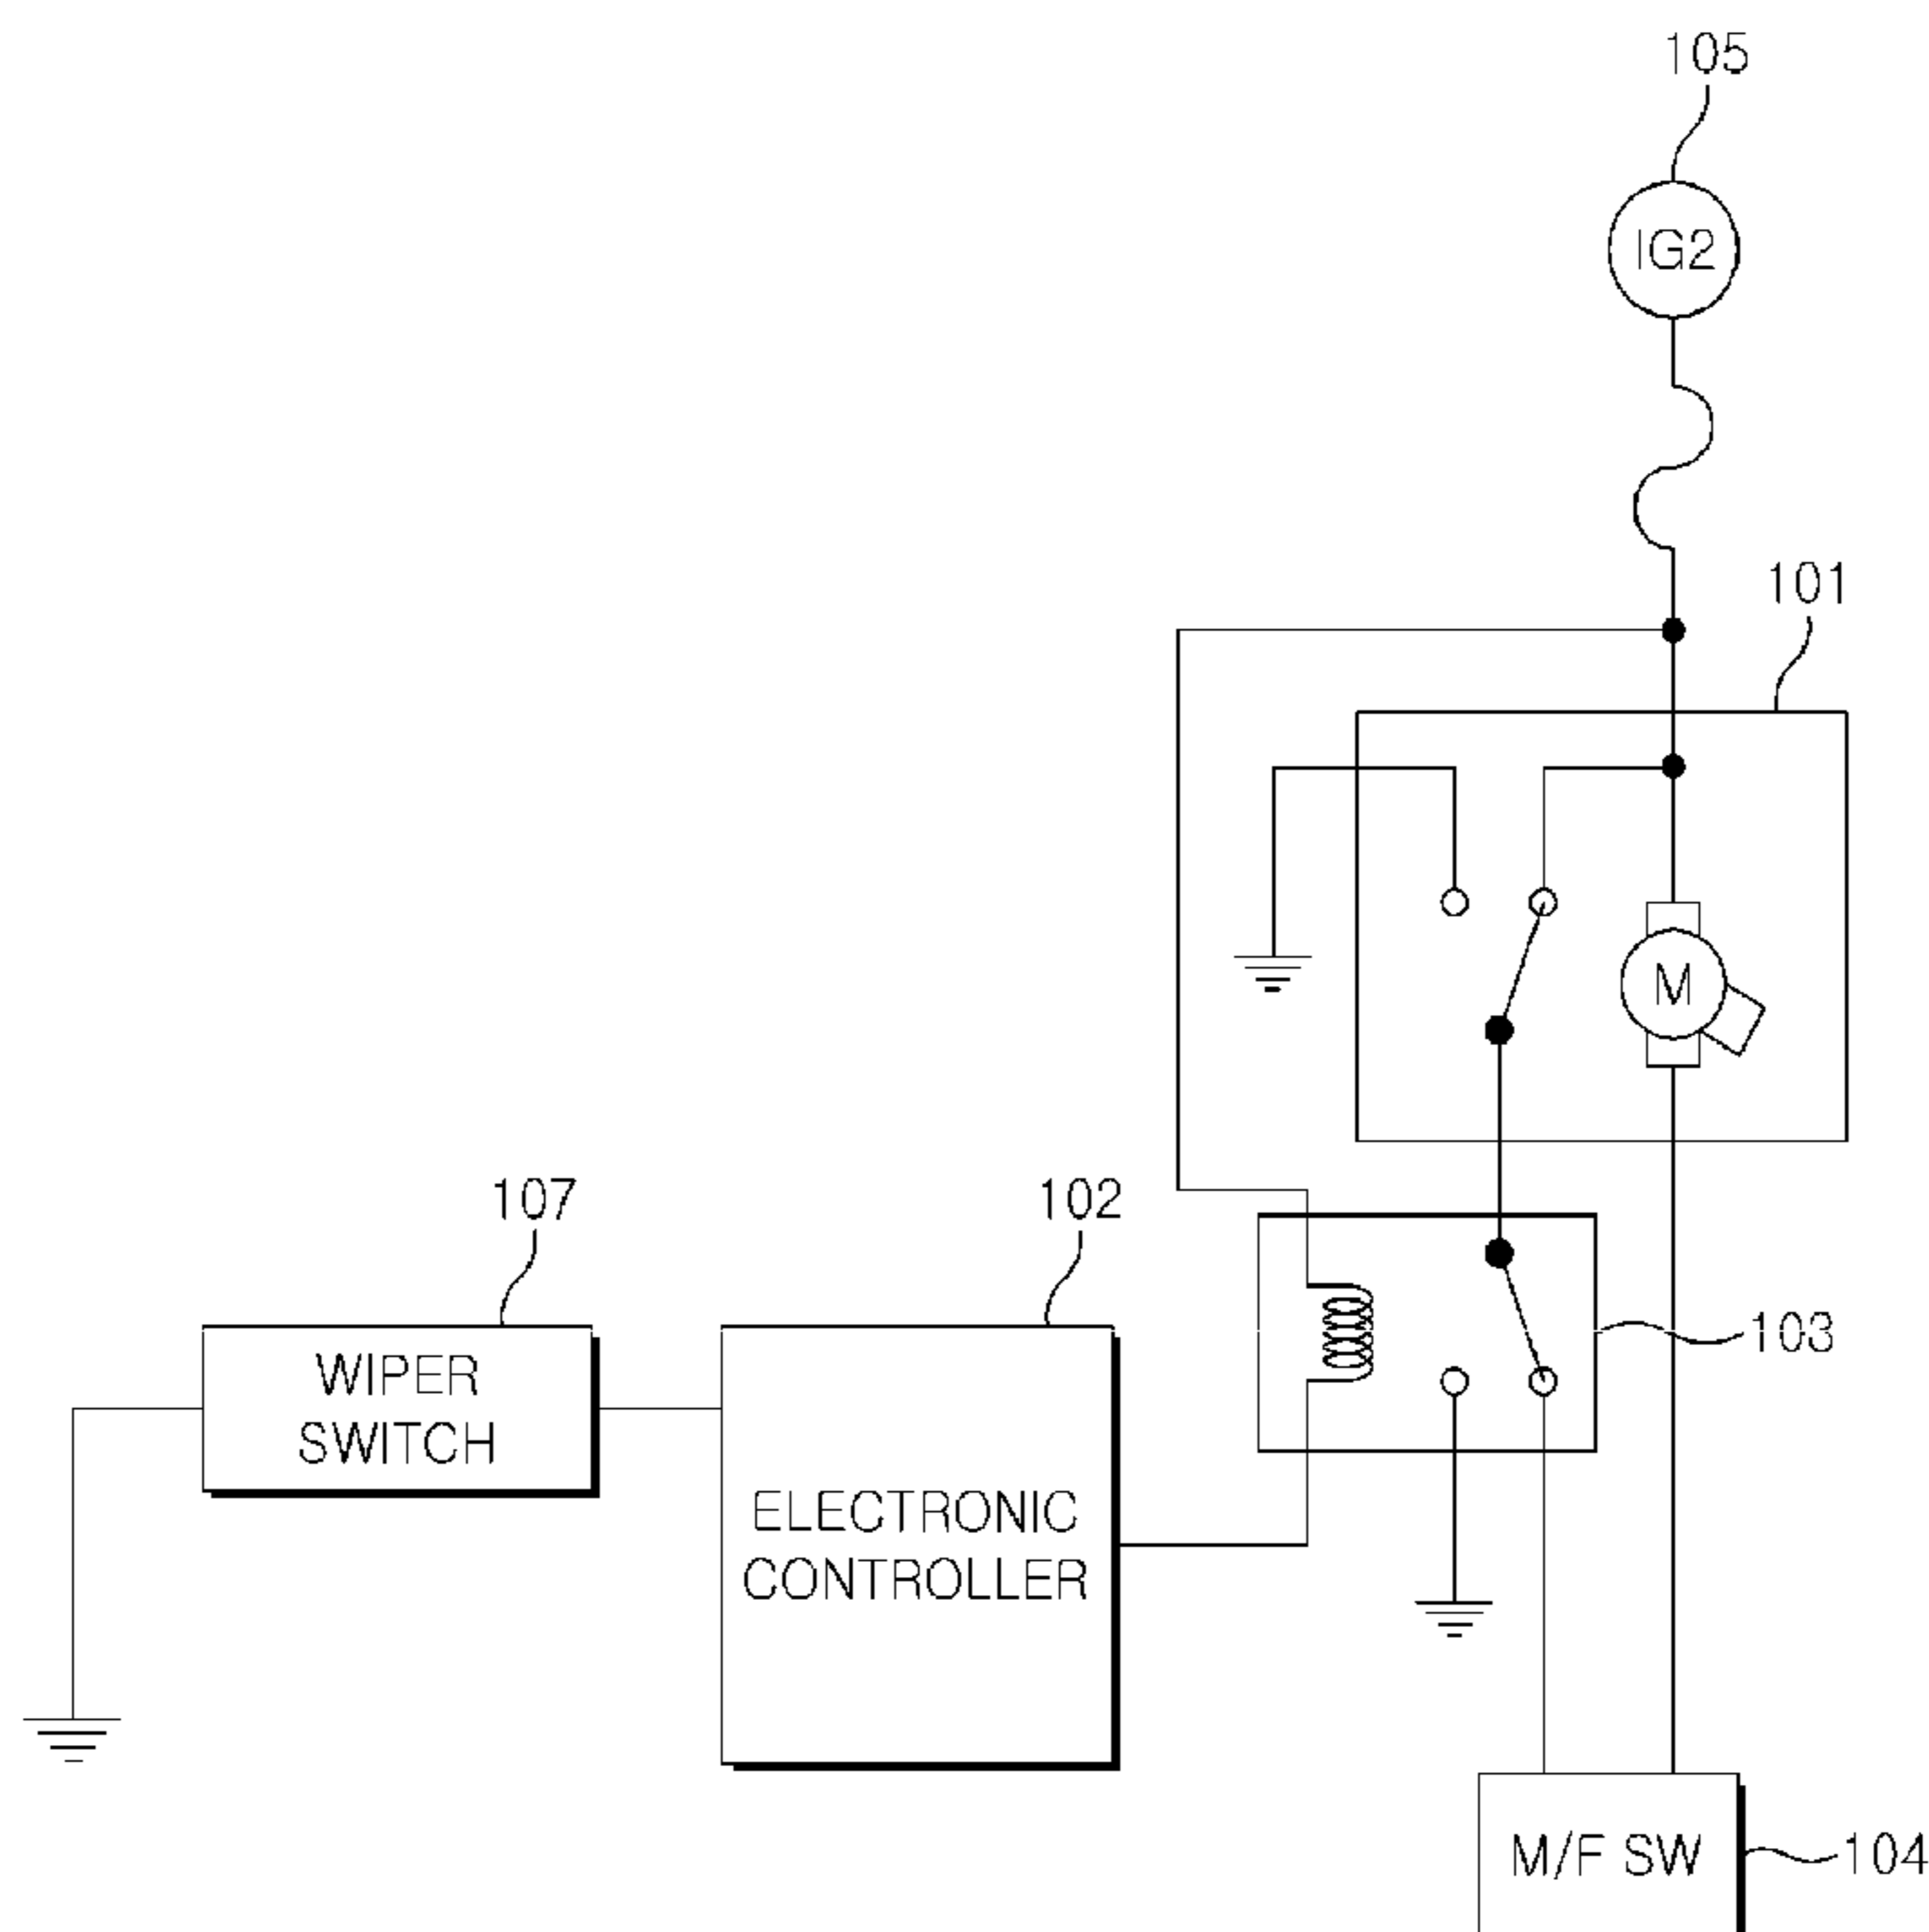 105
IG2
101
M
107
102
WIPER
SWITCH
103
ELECTRONIC
CONTROLLER
M/F SW
104